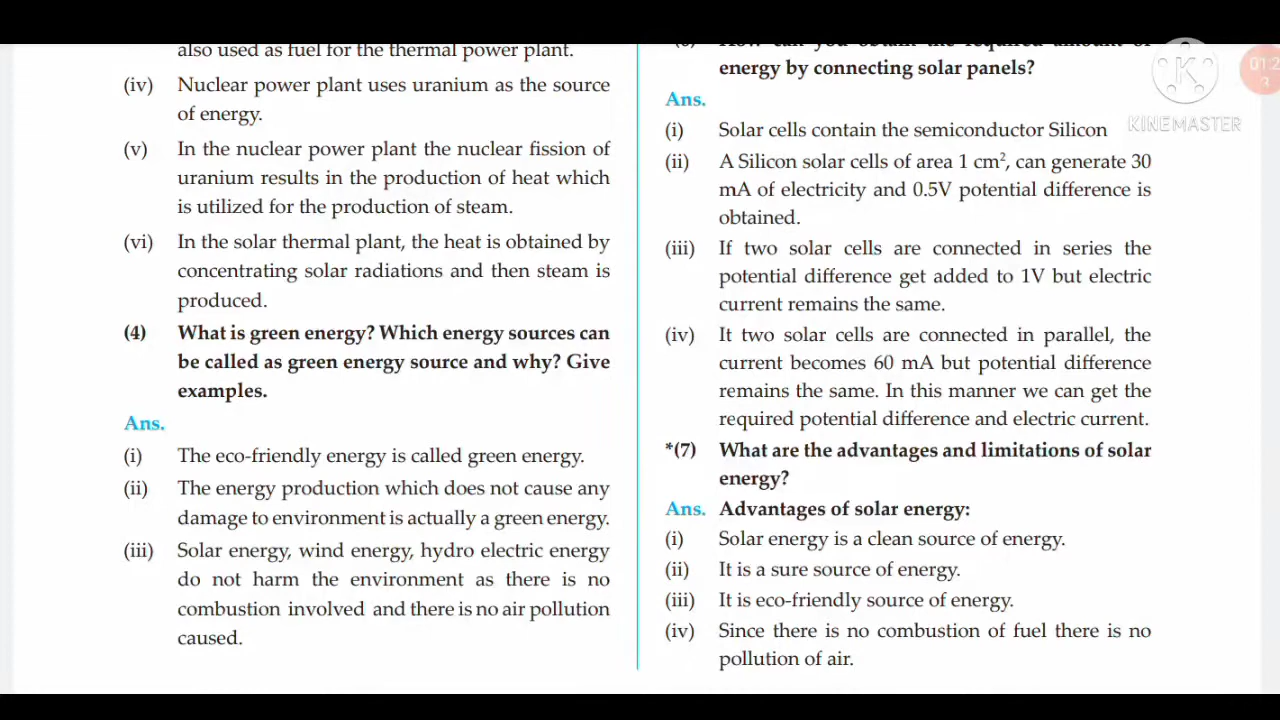 also used as fuel for the thermal power plant.
(iv) Nuclear power plant uses uranium as the source
of energy.
(v) In the nuclear power plant the nuclear fission of
uranium results in the production of heat which
is utilized for the production of steam.
(vi) In the solar thermal plant, the heat is obtained by
concentrating solar radiations and then steam is
produced.
(4) What is green energy? Which energy sources can
be called as green energy source and why? Give
examples.
Ans.
(i) The eco-friendly energy is called green energy.
(ii) The energy production which does not cause any
damage to environment is actually a green energy.
(iii) Solar energy, wind energy, hydro electric energy
do not harm the environment as there is no
combustion involved and there is no air pollution
caused.
How can you obtain the required amount of
energy by connecting solar panels?
Ans.
(i) Solar cells contain the semiconductor Silicon
(ii) A Silicon solar cells of area 1 cm², can generate 30
mA of electricity and 0.5V potential difference is
obtained.
(iii) If two solar cells are connected in series the
potential difference get added to 1V but electric
current remains the same.
(iv) It two solar cells are connected in parallel, the
current becomes 60 mA but potential difference
remains the same. In this manner we can get the
required potential difference and electric current.
*(7) What are the advantages and limitations of solar
energy?
Ans. Advantages of solar energy:
(i) Solar energy is a clean source of energy.
(ii) It is a sure source of energy.
(iii) It is eco-friendly source of energy.
(iv) Since there is no combustion of fuel there is no
pollution of air.
K
KINEMASTER
01:2
3